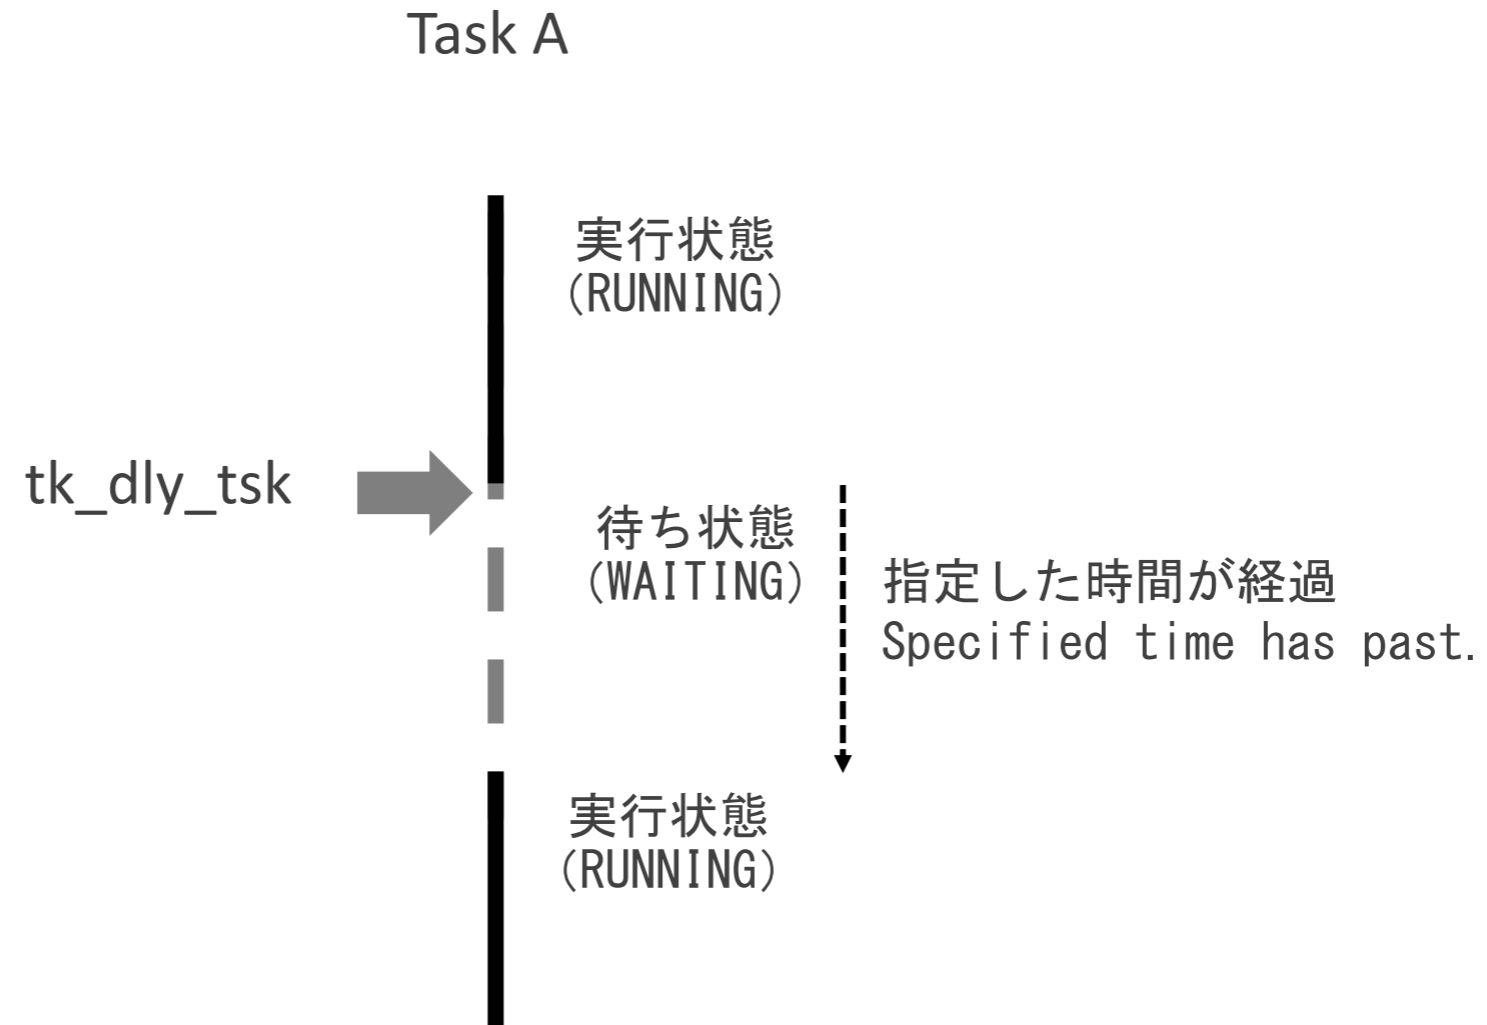 Task A
実行状態
(RUNNING)
tk_dly_tsk
待ち状態
(WAITING)
指定した時間が経過
Specified time has past.
実行状態
(RUNNING)